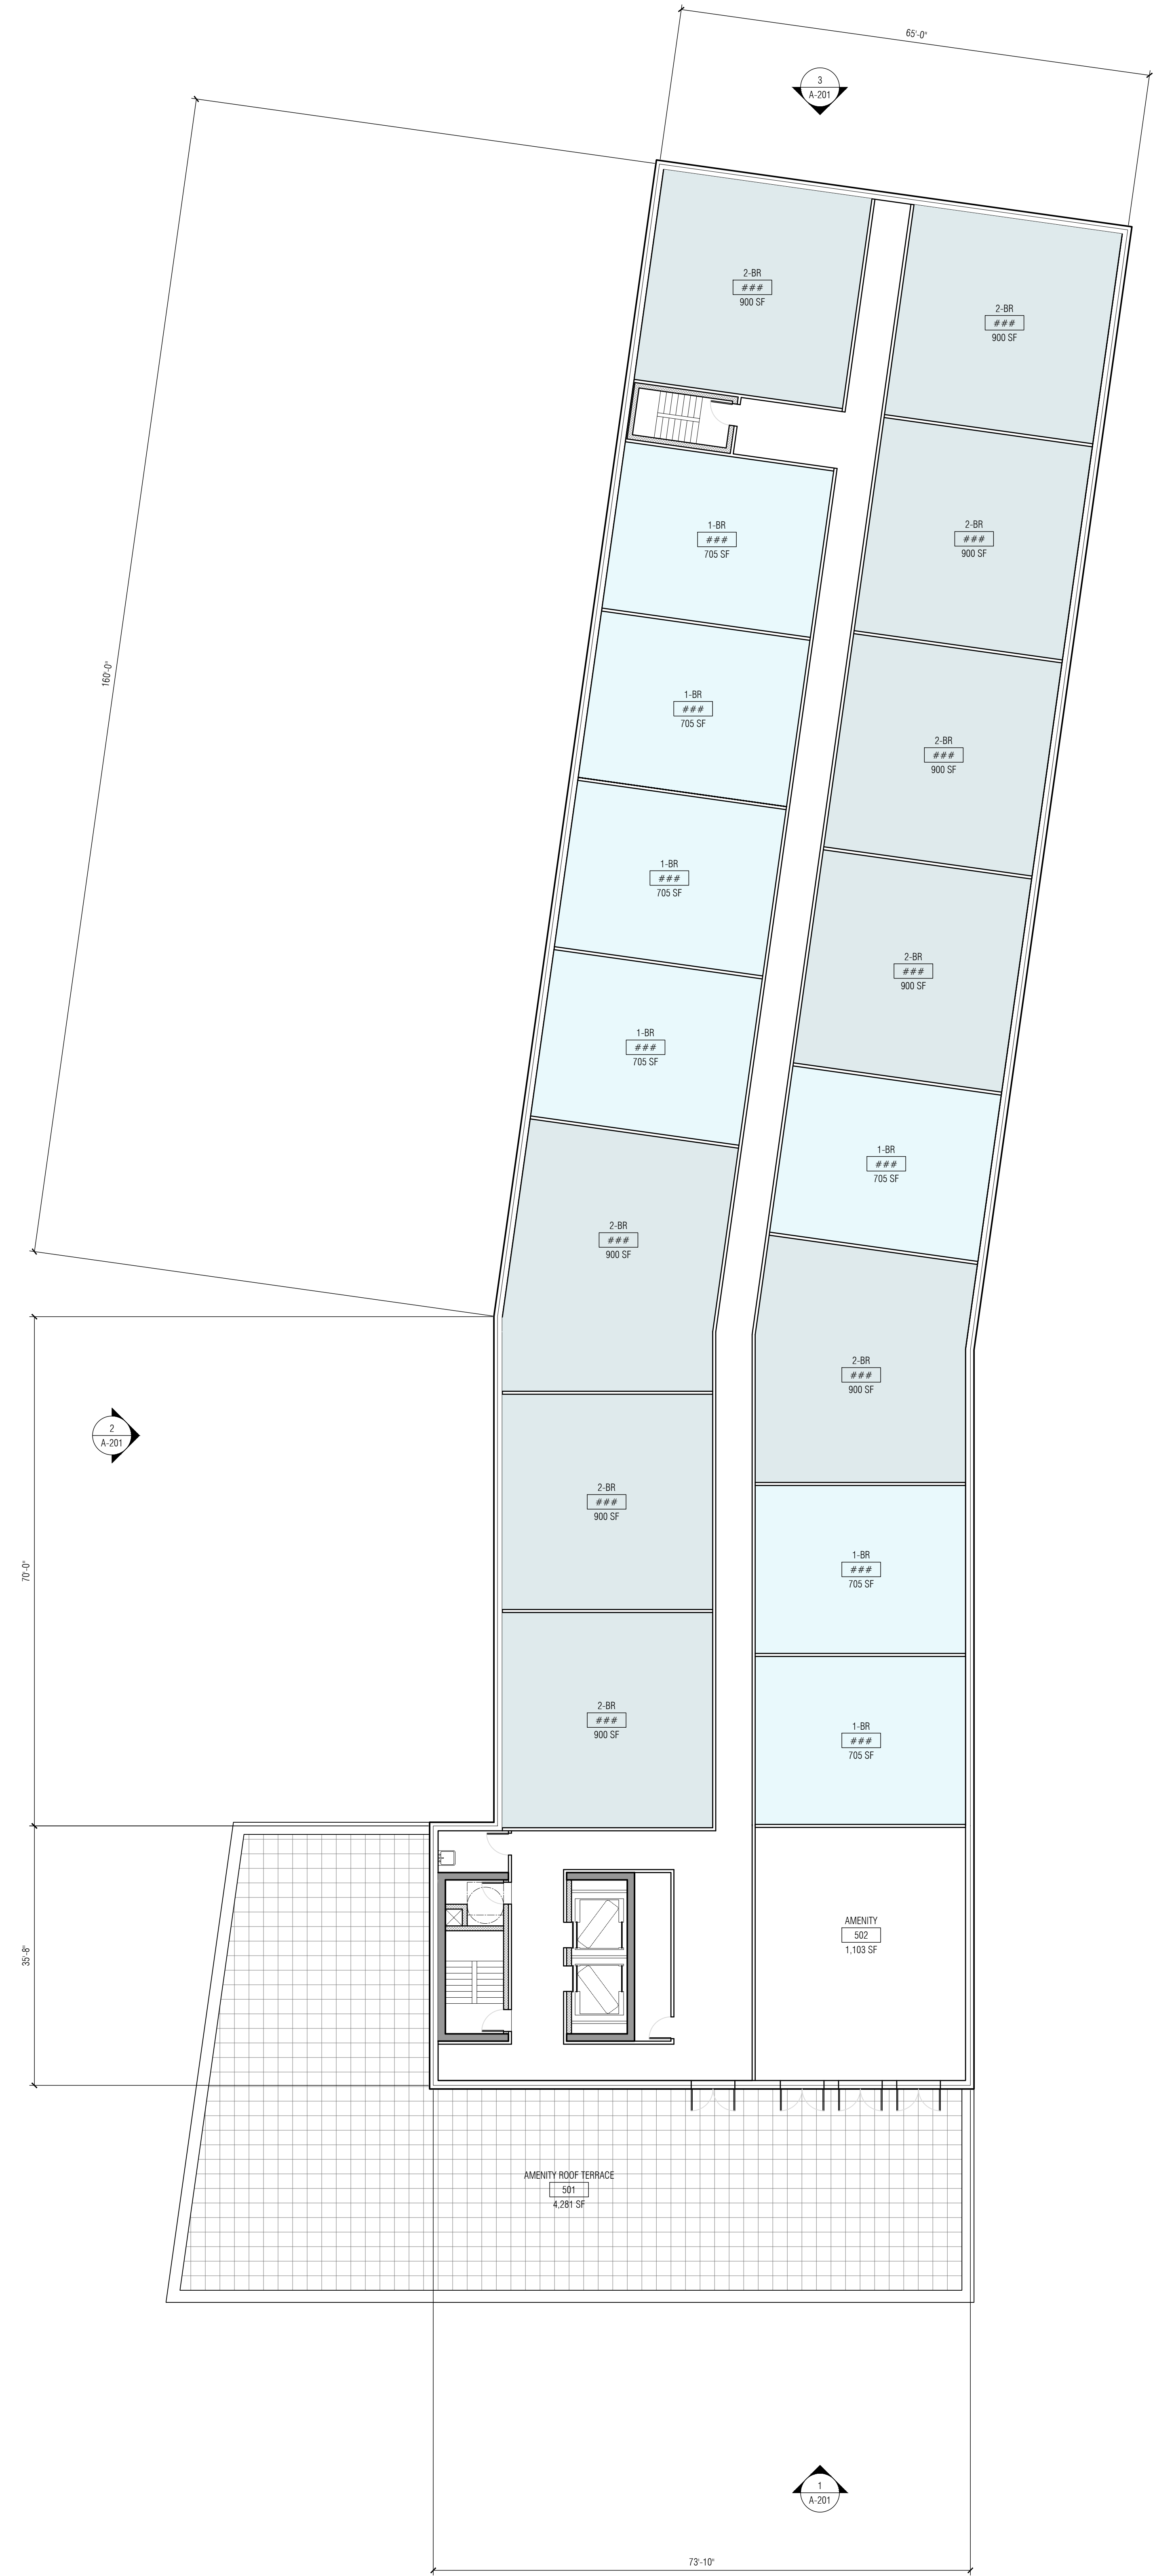 65'-0"
3
A-201
2-BR
###
900 SF
2-BR
###
900 SF
1-BR
###
705 SF
2-BR
###
900 SF
160'-0"
1-BR
###
705 SF
2-BR
###
900 SF
1-BR
###
705 SF
2-BR
###
900 SF
1-BR
###
705 SF
1-BR
###
705 SF
2-BR
###
900 SF
2-BR
###
900 SF
2
A-201
2-BR
###
900 SF
70'-0"
1-BR
###
705 SF
2-BR
###
900 SF
1-BR
###
705 SF
35'-8"
AMENITY
502
1,103 SF
AMENITY ROOF TERRACE
501
4,281 SF
1
A-201
73'-10"